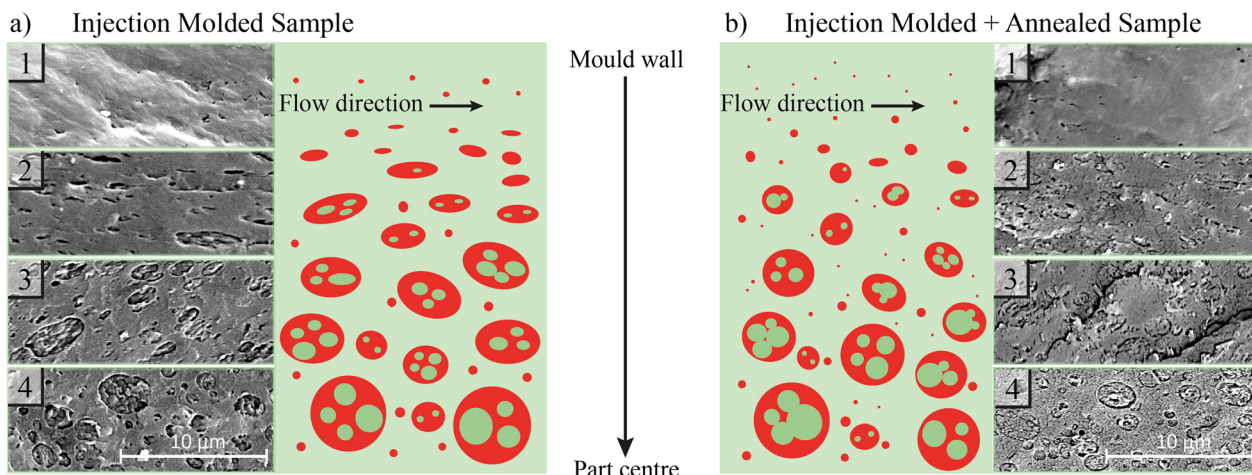 a) Injection Molded Sample
1
2
3
4
10 μm
Flow direction
Mould wall
Part centre
b) Injection Molded + Annealed Sample
Flow direction
1
2
3
4
10 μm